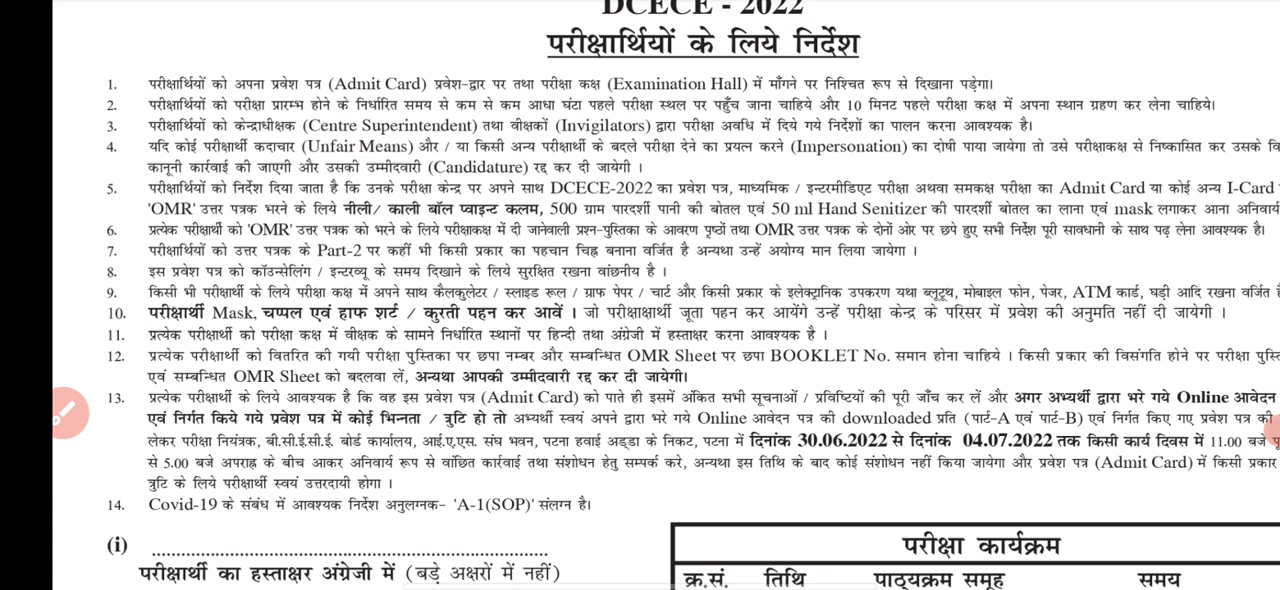 DCECE - 2022
परीक्षार्थियों के लिये निर्देश
1. परीक्षार्थियों को अपना प्रवेश पत्र (Admit Card) प्रवेश-द्वार पर तथा परीक्षा कक्ष (Examination Hall) में माँगने पर निश्चित रूप से दिखाना पड़ेगा।
2. परीक्षार्थियों को परीक्षा प्रारम्भ होने के निर्धारित समय से कम से कम आधा घंटा पहले परीक्षा स्थल पर पहुँच जाना चाहिये और 10 मिनट पहले परीक्षा कक्ष में अपना स्थान ग्रहण कर लेना चाहिये।
3. परीक्षार्थियों को केन्द्राधीक्षक (Centre Superintendent) तथा वीक्षकों (Invigilators) द्वारा परीक्षा अवधि में दिये गये निर्देशों का पालन करना आवश्यक है।
4. यदि कोई परीक्षार्थी कदाचार (Unfair Means) और / या किसी अन्य परीक्षार्थी के बदले परीक्षा देने का प्रयत्न करने (Impersonation) का दोषी पाया जायेगा तो उसे परीक्षाकक्ष से निष्कासित कर उसके वि
कानूनी कार्रवाई की जाएगी और उसकी उम्मीदवारी (Candidature) रद्द कर दी जायेगी ।
5. परीक्षार्थियों को निर्देश दिया जाता है कि उनके परीक्षा केन्द्र पर अपने साथ DCECE-2022 का प्रवेश पत्र, माध्यमिक / इन्टरमीडिएट परीक्षा अथवा समकक्ष परीक्षा का Admit Card या कोई अन्य I-Card
'OMR' उत्तर पत्रक भरने के लिये नीली/ काली बॉल प्वाइन्ट कलम, 500 ग्राम पारदर्शी पानी की बोतल एवं 50 ml Hand Senitizer की पारदर्शी बोतल का लाना एवं mask लगाकर आना अनिवार्य
6. प्रत्येक परीक्षार्थी को 'OMR' उत्तर पत्रक को भरने के लिये परीक्षाकक्ष में दी जानेवाली प्रश्न-पुस्तिका के आवरण पृष्ठों तथा OMR उत्तर पत्रक के दोनों ओर पर छपे हुए सभी निर्देश पूरी सावधानी के साथ पढ़ लेना आवश्यक है।
7. परीक्षार्थियों को उत्तर पत्रक के Part-2 पर कहीं भी किसी प्रकार का पहचान चिह्न बनाना वर्जित है अन्यथा उन्हें अयोग्य मान लिया जायेगा ।
8. इस प्रवेश पत्र को कॉउन्सेलिंग / इन्टरव्यू के समय दिखाने के लिये सुरक्षित रखना वांछनीय है ।
9. किसी भी परीक्षार्थी के लिये परीक्षा कक्ष में अपने साथ कैलकुलेटर / स्लाइड रूल / ग्राफ पेपर / चार्ट और किसी प्रकार के इलेक्ट्रानिक उपकरण यथा ब्लूटूथ, मोबाइल फोन, पेजर, ATM कार्ड, घड़ी आदि रखना वर्जित है
10. परीक्षार्थी Mask, चप्पल एवं हाफ शर्ट / कुरती पहन कर आवें । जो परीक्षाक्षार्थी जूता पहन कर आयेंगे उन्हें परीक्षा केन्द्र के परिसर में प्रवेश की अनुमति नहीं दी जायेगी ।
11. प्रत्येक परीक्षार्थी को परीक्षा कक्ष में वीक्षक के सामने निर्धारित स्थानों पर हिन्दी तथा अंग्रेजी में हस्ताक्षर करना आवश्यक है ।
12. प्रत्येक परीक्षार्थी को वितरित की गयी परीक्षा पुस्तिका पर छपा नम्बर और सम्बन्धित OMR Sheet पर छपा BOOKLET No. समान होना चाहिये । किसी प्रकार की विसंगति होने पर परीक्षा पुस्ति
एवं सम्बन्धित OMR Sheet को बदलवा लें, अन्यथा आपकी उम्मीदवारी रद्द कर दी जायेगी।
13. प्रत्येक परीक्षार्थी के लिये आवश्यक है कि वह इस प्रवेश पत्र (Admit Card) को पाते ही इसमें अंकित सभी सूचनाओं / प्रविष्टियों की पूरी जाँच कर लें और अगर अभ्यर्थी द्वारा भरे गये Online आवेदन
एवं निर्गत किये गये प्रवेश पत्र में कोई भिन्नता / त्रुटि हो तो अभ्यर्थी स्वयं अपने द्वारा भरे गये Online आवेदन पत्र की downloaded प्रति (पार्ट-A एवं पार्ट-B) एवं निर्गत किए गए प्रवेश पत्र की
लेकर परीक्षा नियंत्रक, बी.सी.ई.सी.ई. बोर्ड कार्यालय, आई.ए.एस. संघ भवन, पटना हवाई अड्डा के निकट, पटना में दिनांक 30.06.2022 से दिनांक 04.07.2022 तक किसी कार्य दिवस में 11.00 बजे पू
से 5.00 बजे अपराह्न के बीच आकर अनिवार्य रूप से वांछित कार्रवाई तथा संशोधन हेतु सम्पर्क करे, अन्यथा इस तिथि के बाद कोई संशोधन नहीं किया जायेगा और प्रवेश पत्र (Admit Card) में किसी प्रकार
त्रुटि के लिये परीक्षार्थी स्वयं उत्तरदायी होगा ।
14. Covid-19 के संबंध में आवश्यक निर्देश अनुलग्नक- 'A-1(SOP)' संलग्न है।
(i) ................................................................................
परीक्षार्थी का हस्ताक्षर अंग्रेजी में (बड़े अक्षरों में नहीं)
परीक्षा कार्यक्रम
क्र.सं. तिथि पाठ्यक्रम समूह समय